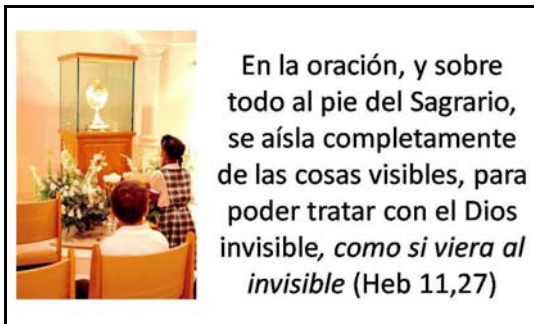 En la oración, y sobre
todo al pie del Sagrario,
se aísla completamente
de las cosas visibles, para
poder tratar con el Dios
invisible, como si viera al
invisible (Heb 11,27)